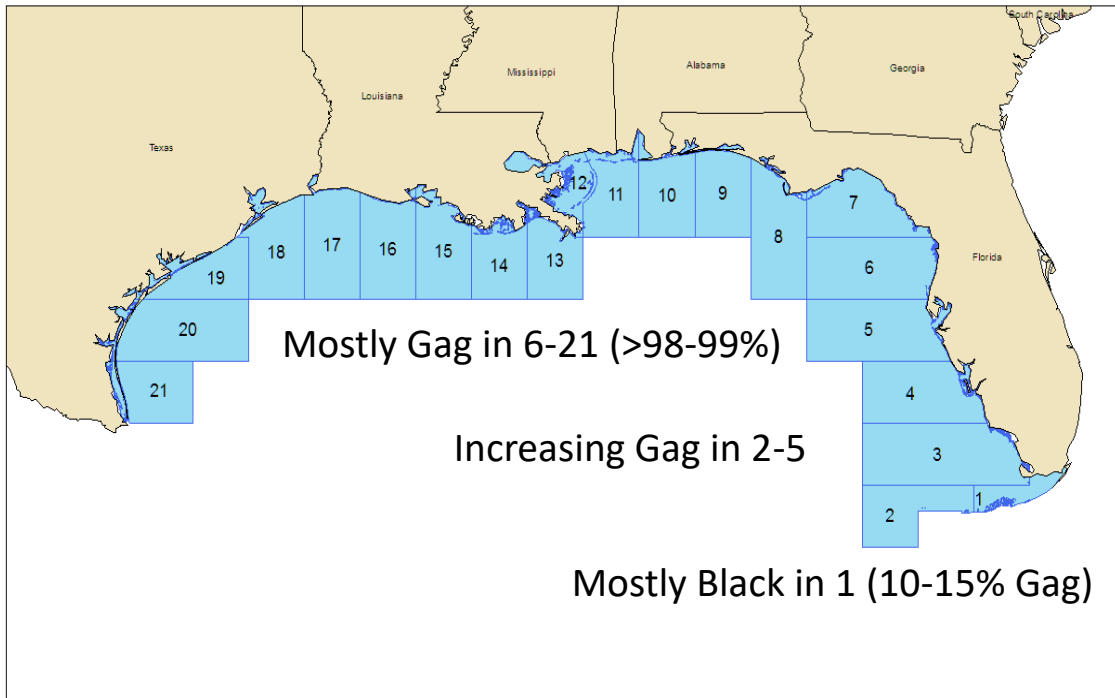 South Carolina
Mississippi
Alabama
Georgia
Louisiana
Texas
12
11
10
9
7
8
Florida
18
17
16
15
14
13
6
19
20
5
Mostly Gag in 6-21 (>98-99%)
21
4
Increasing Gag in 2-5
3
1
2
Mostly Black in 1 (10-15% Gag)